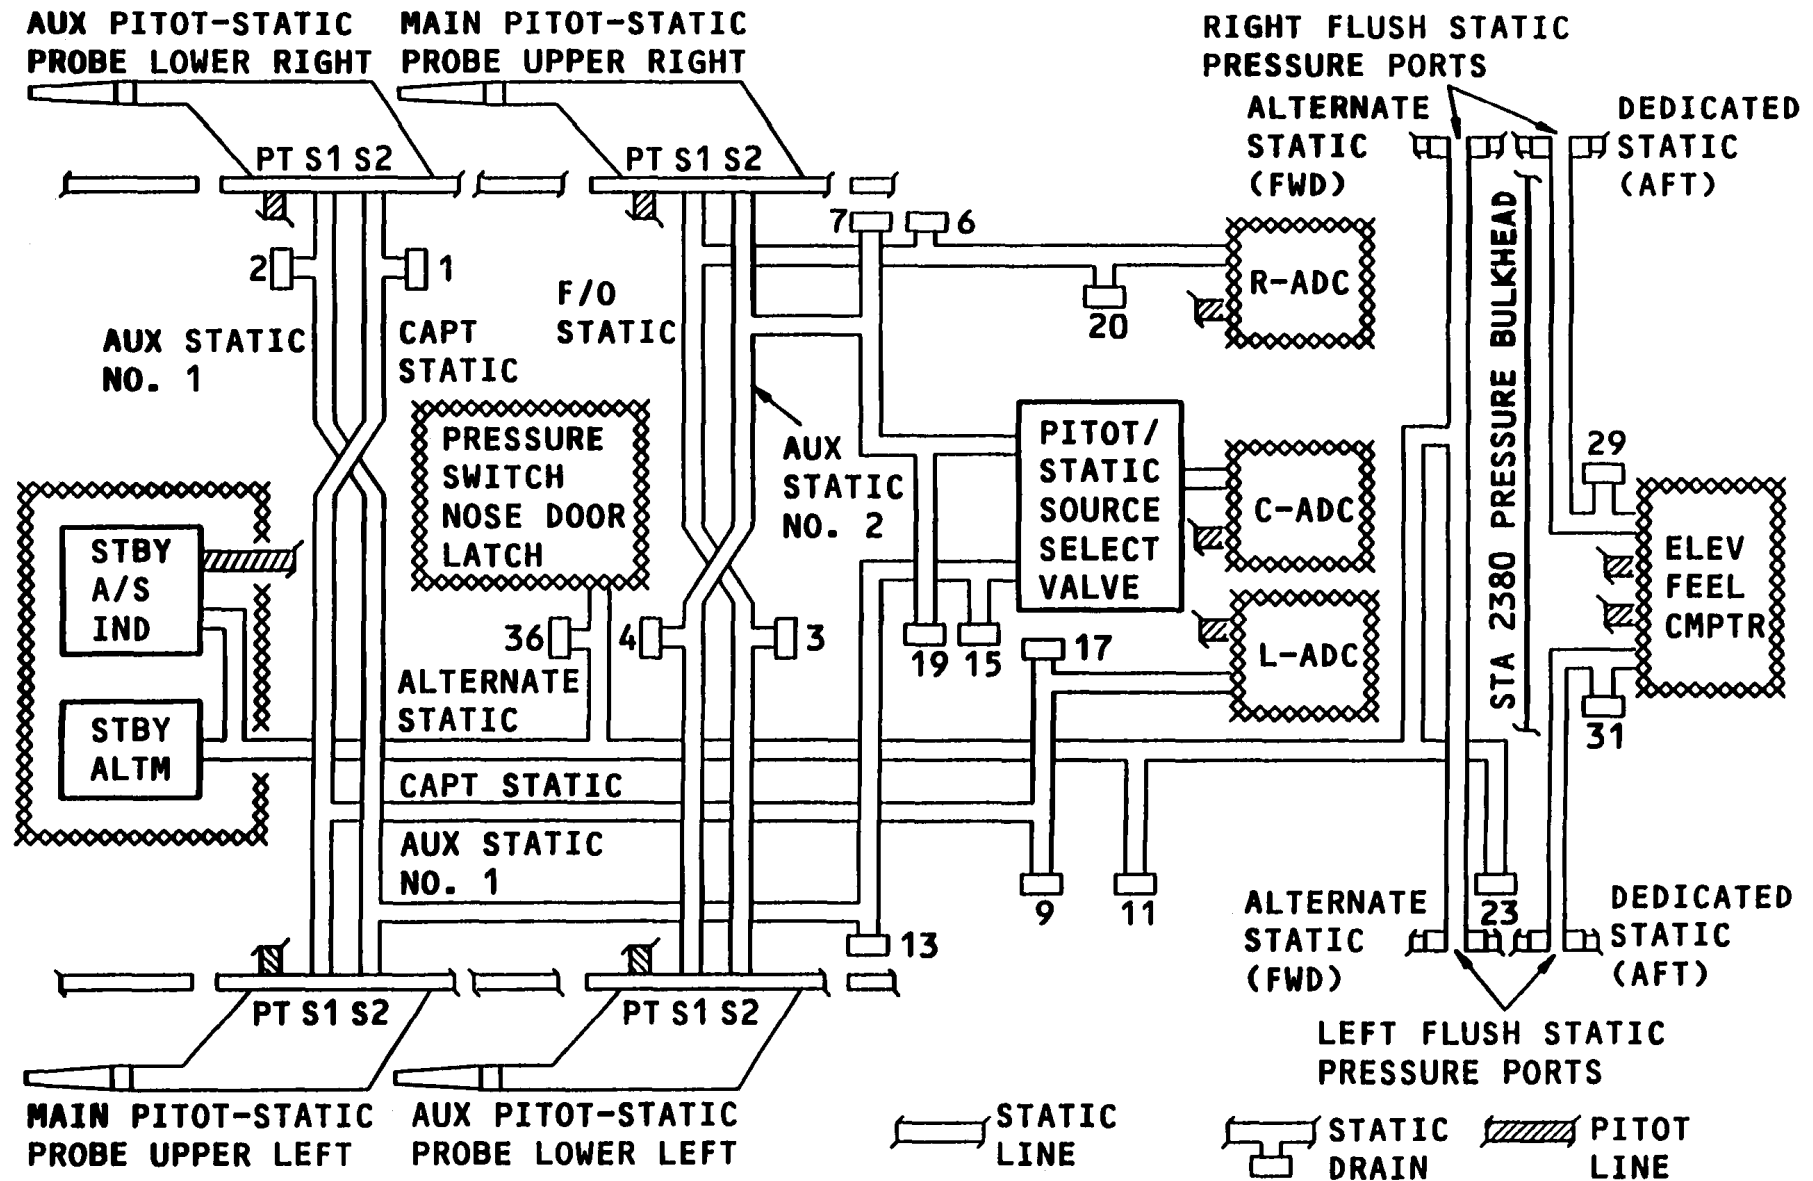 AUX PITOT-STATIC
PROBE LOWER RIGHT
MAIN PITOT-STATIC
PROBE UPPER RIGHT
RIGHT FLUSH STATIC
PRESSURE PORTS
ALTERNATE
STATIC
(FWD)
DEDICATED
STATIC
(AFT)
PT S1 S2
PT S1 S2
2
1
7
6
20
R-ADC
F/O
STATIC
AUX STATIC
NO. 1
CAPT
STATIC
PRESSURE
SWITCH
NOSE DOOR
LATCH
AUX
STATIC
NO. 2
PITOT/
STATIC
SOURCE
SELECT
VALVE
C-ADC
STA 2380 PRESSURE BULKHEAD
29
ELEV
FEEL
CMPTR
STBY
A/S
IND
36
4
3
19
15
17
L-ADC
31
STBY
ALTM
ALTERNATE
STATIC
CAPT STATIC
AUX STATIC
NO. 1
9
11
23
13
ALTERNATE
STATIC
(FWD)
DEDICATED
STATIC
(AFT)
PT S1 S2
PT S1 S2
LEFT FLUSH STATIC
PRESSURE PORTS
MAIN PITOT-STATIC
PROBE UPPER LEFT
AUX PITOT-STATIC
PROBE LOWER LEFT
STATIC
LINE
STATIC
DRAIN
PITOT
LINE